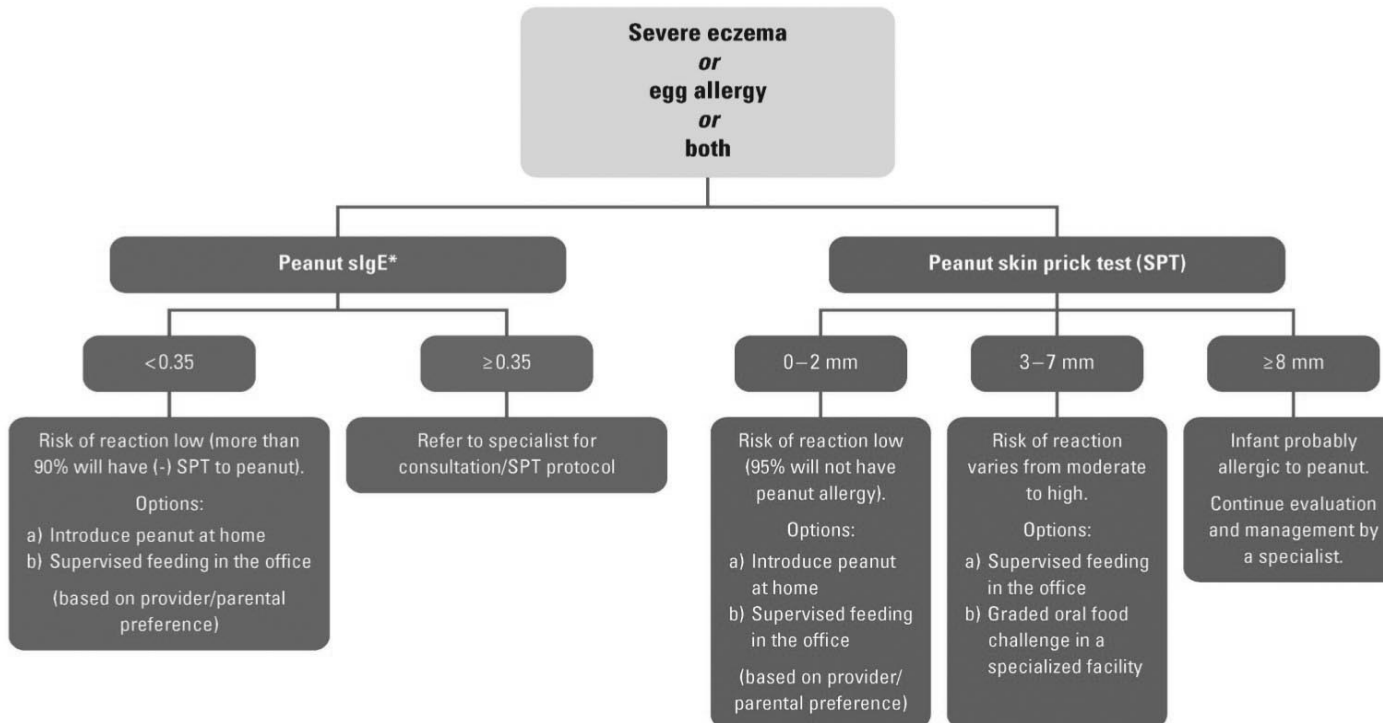 Severe eczema
or
egg allergy
or
both
Peanut sIgE*
Peanut skin prick test (SPT)
<0.35
≥0.35
0–2 mm
3–7 mm
≥8 mm
Risk of reaction low (more than
90% will have (-) SPT to peanut).
Options:
a) Introduce peanut at home
b) Supervised feeding in the office
(based on provider/parental
preference)
Refer to specialist for
consultation/SPT protocol
Risk of reaction low
(95% will not have
peanut allergy).
Options:
a) Introduce peanut
at home
b) Supervised feeding
in the office
(based on provider/
parental preference)
Risk of reaction
varies from moderate
to high.
Options:
a) Supervised feeding
in the office
b) Graded oral food
challenge in a
specialized facility
Infant probably
allergic to peanut.
Continue evaluation
and management by
a specialist.